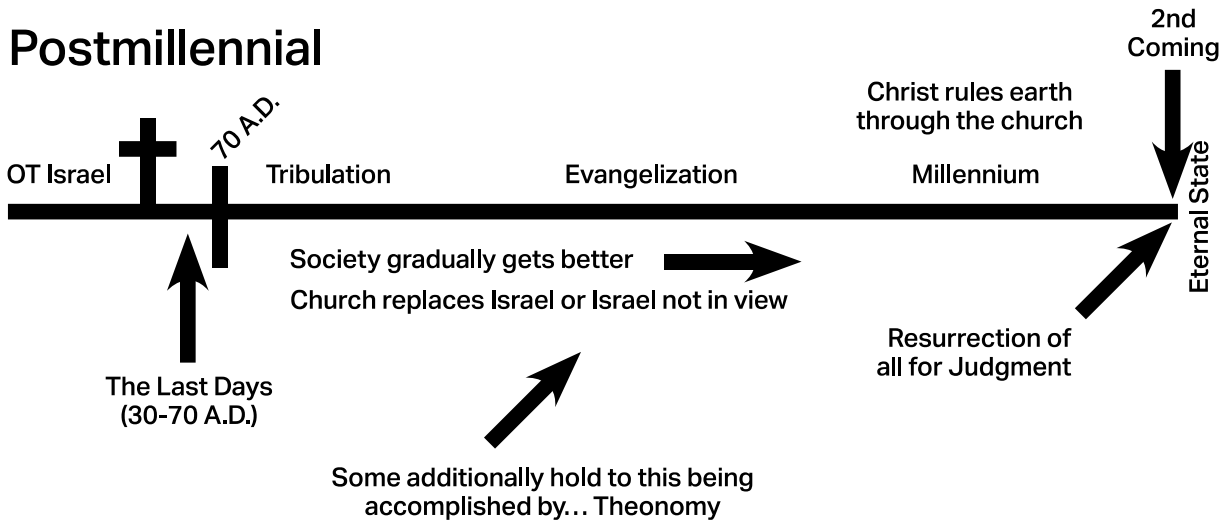 Postmillennial
2nd
Coming
70 A.D.
Christ rules earth
through the church
OT Israel
Tribulation
Evangelization
Millennium
Eternal State
Society gradually gets better
Church replaces Israel or Israel not in view
The Last Days
(30-70 A.D.)
Resurrection of
all for Judgment
Some additionally hold to this being
accomplished by... Theonomy